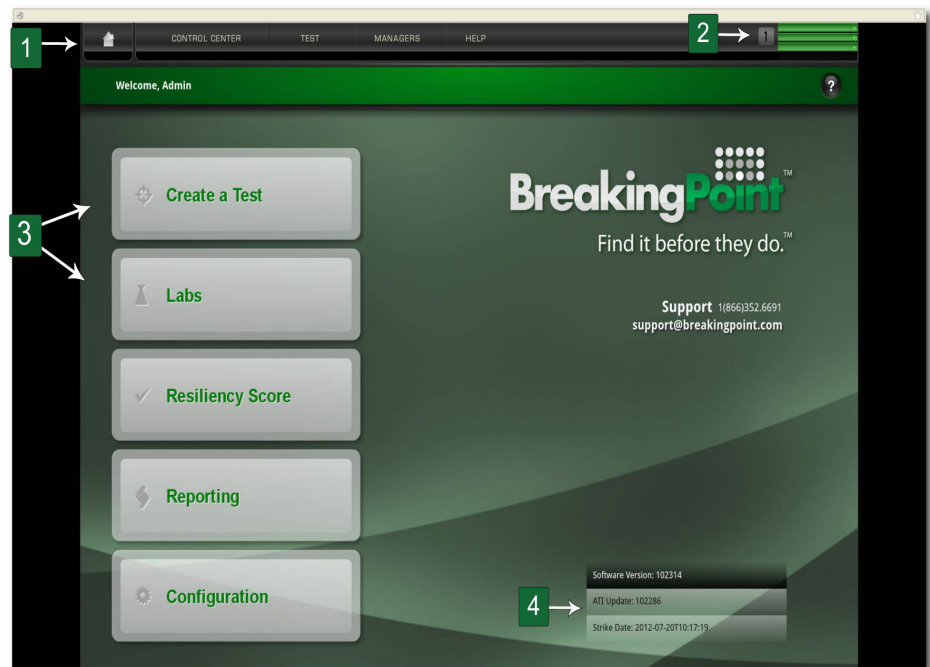 1
CONTROL CENTER TEST MANAGERS HELP
2
1
Welcome, Admin
?
3
Create a Test
Labs
Resiliency Score
Reporting
Configuration
BreakingPoint™
Find it before they do.™
Support 1(866)352.6691
support@breakingpoint.com
4
Software Version: 102314
ATI Update: 102286
Strike Date: 2012-07-20T10:17:19